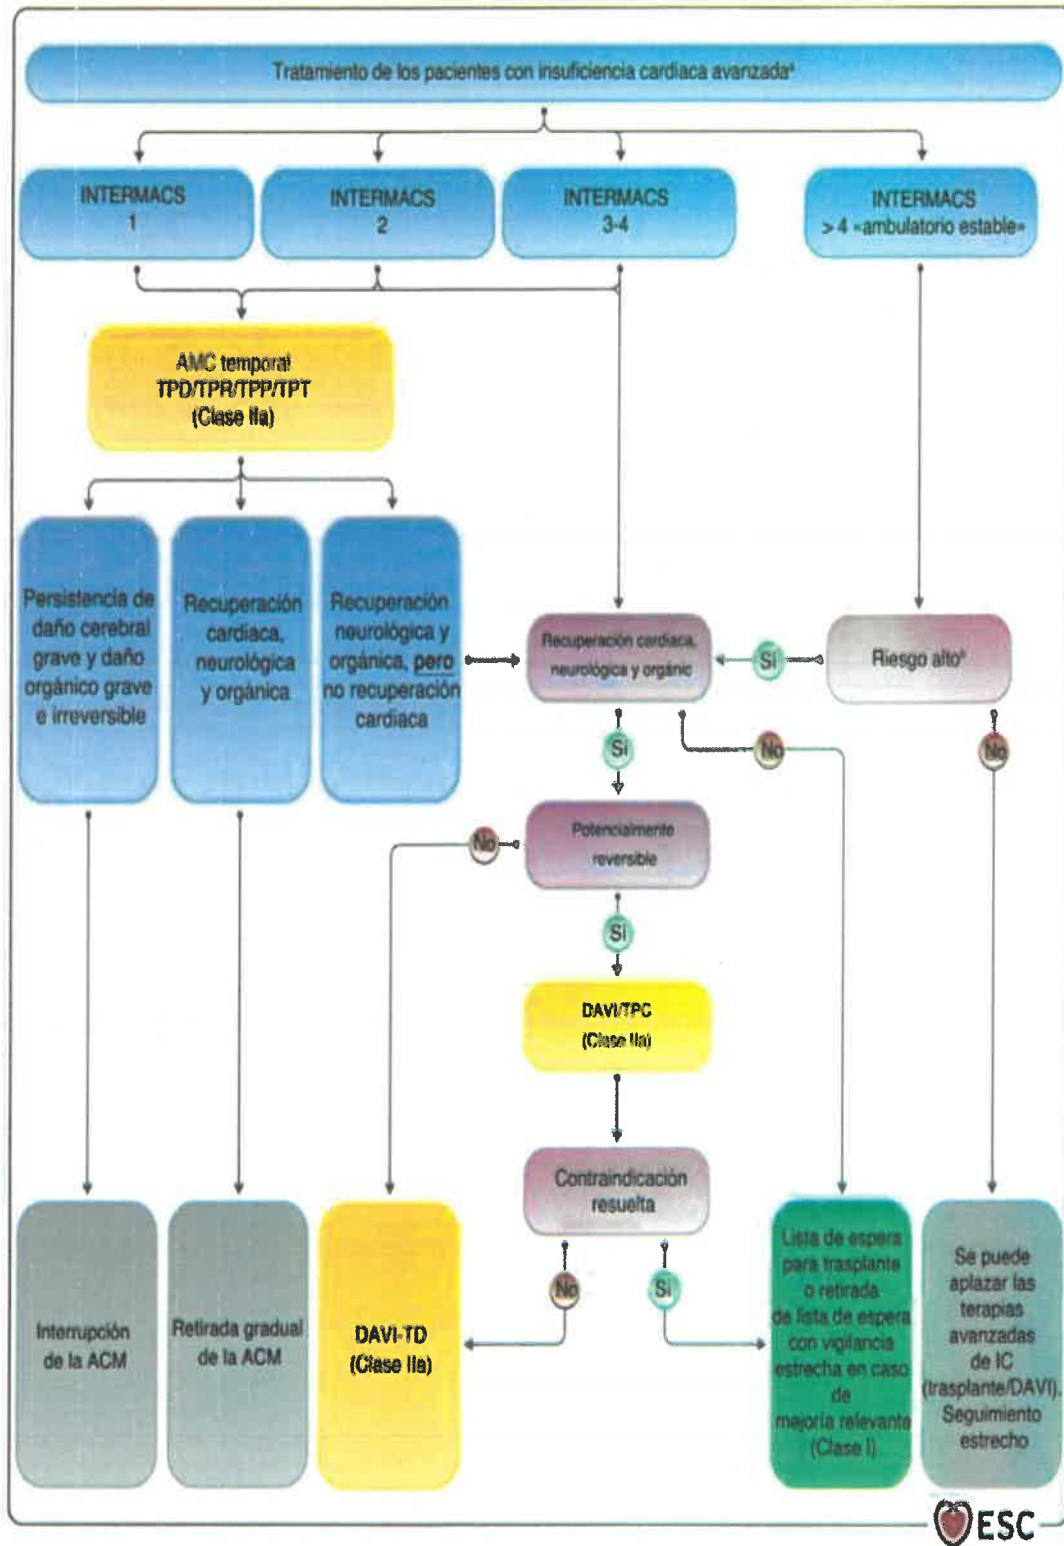 Tratamiento de los pacientes con insuficiencia cardiaca avanzadaᵃ
INTERMACS
1
INTERMACS
2
INTERMACS
3-4
INTERMACS
> 4 «ambulatorio estable»
AMC temporal
TPD/TPR/TPP/TPT
(Clase IIa)
Persistencia de
daño cerebral
grave y daño
orgánico grave
e irreversible
Recuperación
cardiaca,
neurológica
y orgánica
Recuperación
neurológica y
orgánica, pero
no recuperación
cardiaca
Recuperación cardiaca,
neurológica y orgánic
Sí
Riesgo altoᵇ
Sí
No
No
Potencialmente
reversible
No
Sí
DAVI/TPC
(Clase IIa)
Contraindicación
resuelta
No
Sí
Interrupción
de la ACM
Retirada gradual
de la ACM
DAVI-TD
(Clase IIa)
Lista de espera
para trasplante
o retirada
de lista de espera
con vigilancia
estrecha en caso
de
mejoría relevante
(Clase I)
Se puede
aplazar las
terapias
avanzadas
de IC
(trasplante/DAVI).
Seguimiento
estrecho
ESC